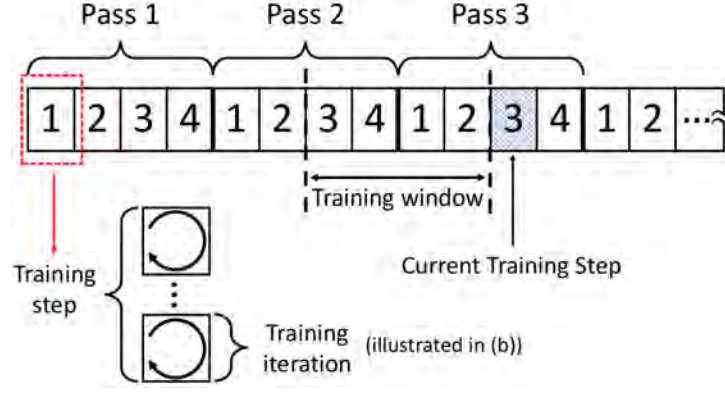 Pass 1 Pass 2 Pass 3
1 2 3 4 1 2 3 4 1 2 3 4 1 2 ...
Training window
Current Training Step
Training
step
...
Training
iteration
(illustrated in (b))